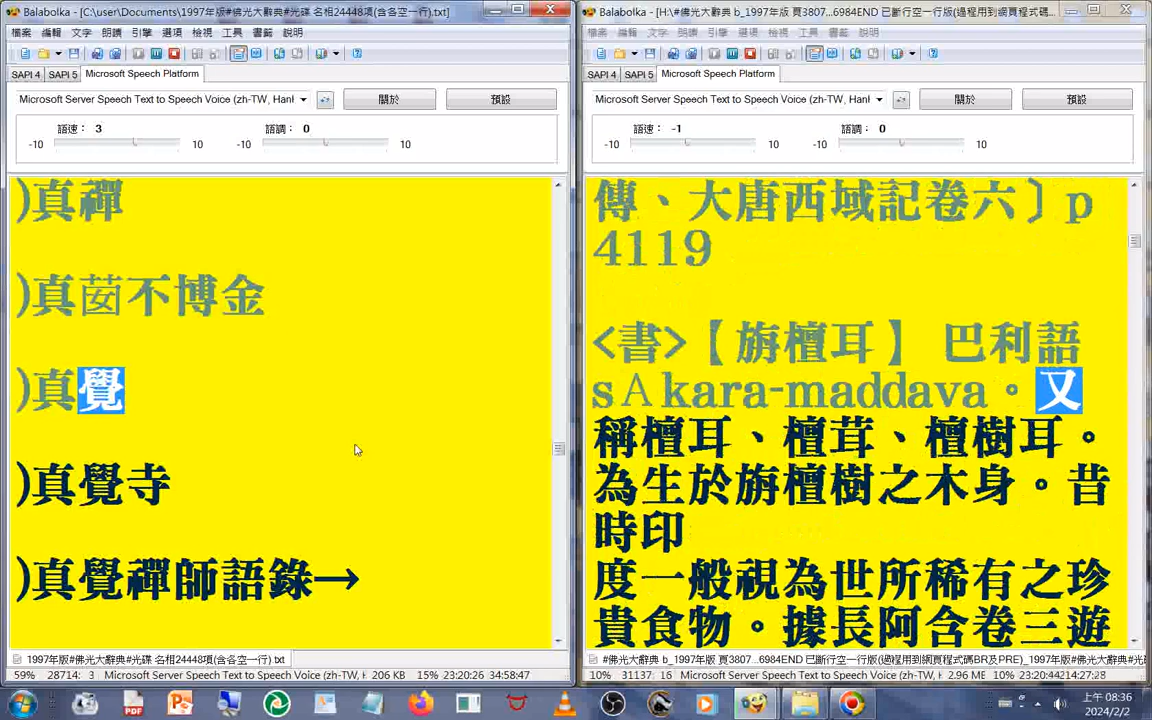 Balabolka - [C:\user\Documents\1997年版#佛光大辭典#光碟 名相24448項(含各空一行).txt]
檔案 編輯 文字 朗讀 引擎 選項 檢視 工具 書籤 說明
SAPI 4 SAPI 5 Microsoft Speech Platform
Microsoft Server Speech Text to Speech Voice (zh-TW, Hanl 關於 預設
語速： 3 語調： 0
-10 10 -10 10
)真禪
)真茵不博金
)真覺
)真覺寺
)真覺禪師語錄→
1997年版#佛光大辭典#光碟 名相24448項(含各空一行).txt
59% 28714: 3 Microsoft Server Speech Text to Speech Voice (zh-TW, H 206 KB 15% 23:20:26 34:58:47
Balabolka - [H:\#佛光大辭典 b_1997年版 頁3807...6984END 已斷行空一行版(過程用到網頁程式碼
檔案 編輯 文字 朗讀 引擎 選項 檢視 工具 書籤 說明
SAPI 4 SAPI 5 Microsoft Speech Platform
Microsoft Server Speech Text to Speech Voice (zh-TW, Hanl 關於 預設
語速： -1 語調： 0
-10 10 -10 10
傳、大唐西域記卷六〕p
4119
<書>【旃檀耳】 巴利語
sＡkara-maddava。又
稱檀耳、檀茸、檀樹耳。
為生於旃檀樹之木身。昔
時印
度一般視為世所稀有之珍
貴食物。據長阿含卷三遊
#佛光大辭典 b_1997年版 頁3807...6984END 已斷行空一行版(過程用到網頁程式碼BR及PRE)_1997年版#佛光
10% 31137: 16 Microsoft Server Speech Text to Speech Voice (zh-TW, H 2.96 ME 10% 23:20:44 214:27:28
上午 08:36
2024/2/2